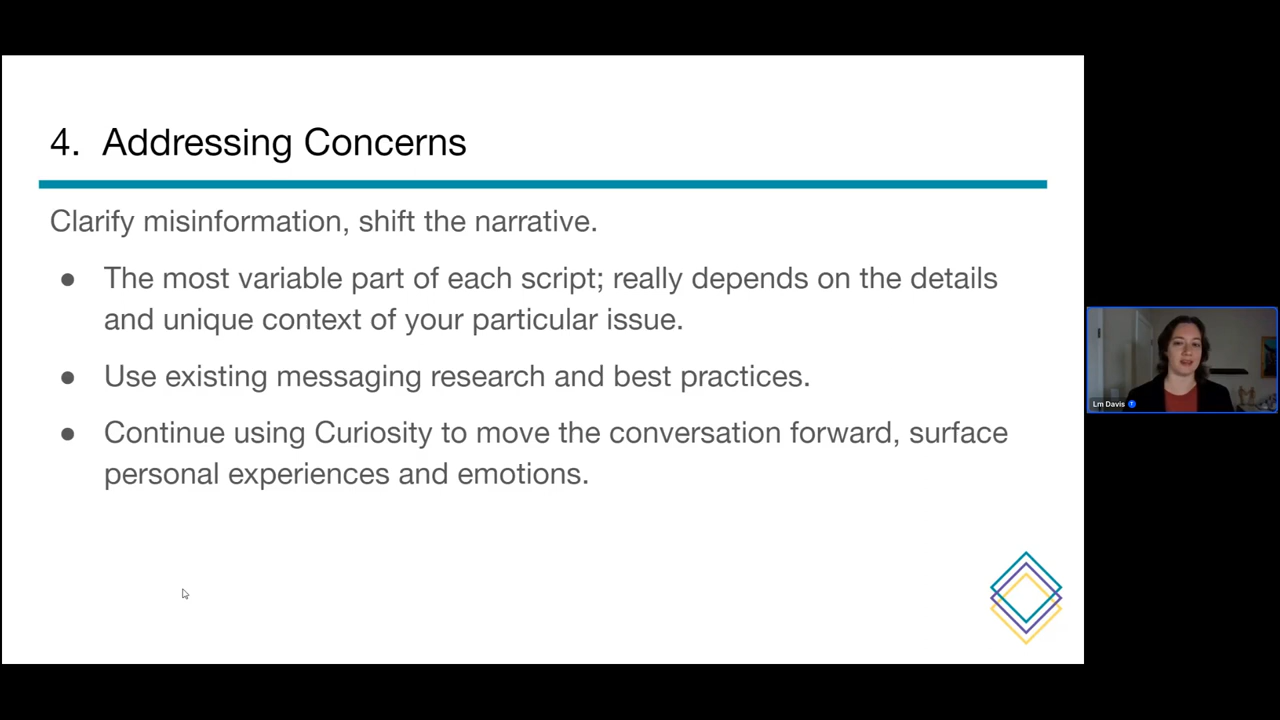 4. Addressing Concerns
Clarify misinformation, shift the narrative.
● The most variable part of each script; really depends on the details
and unique context of your particular issue.
● Use existing messaging research and best practices.
● Continue using Curiosity to move the conversation forward, surface
personal experiences and emotions.
Lm Davis